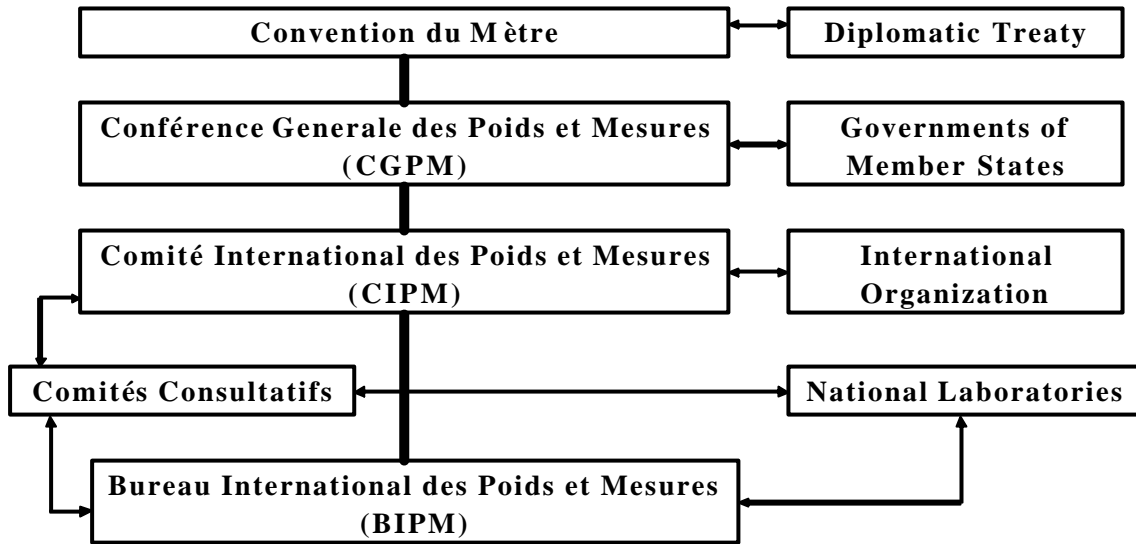 Convention du Mètre
Diplomatic Treaty
Conférence Generale des Poids et Mesures
(CGPM)
Governments of
Member States
Comité International des Poids et Mesures
(CIPM)
International
Organization
Comités Consultatifs
National Laboratories
Bureau International des Poids et Mesures
(BIPM)